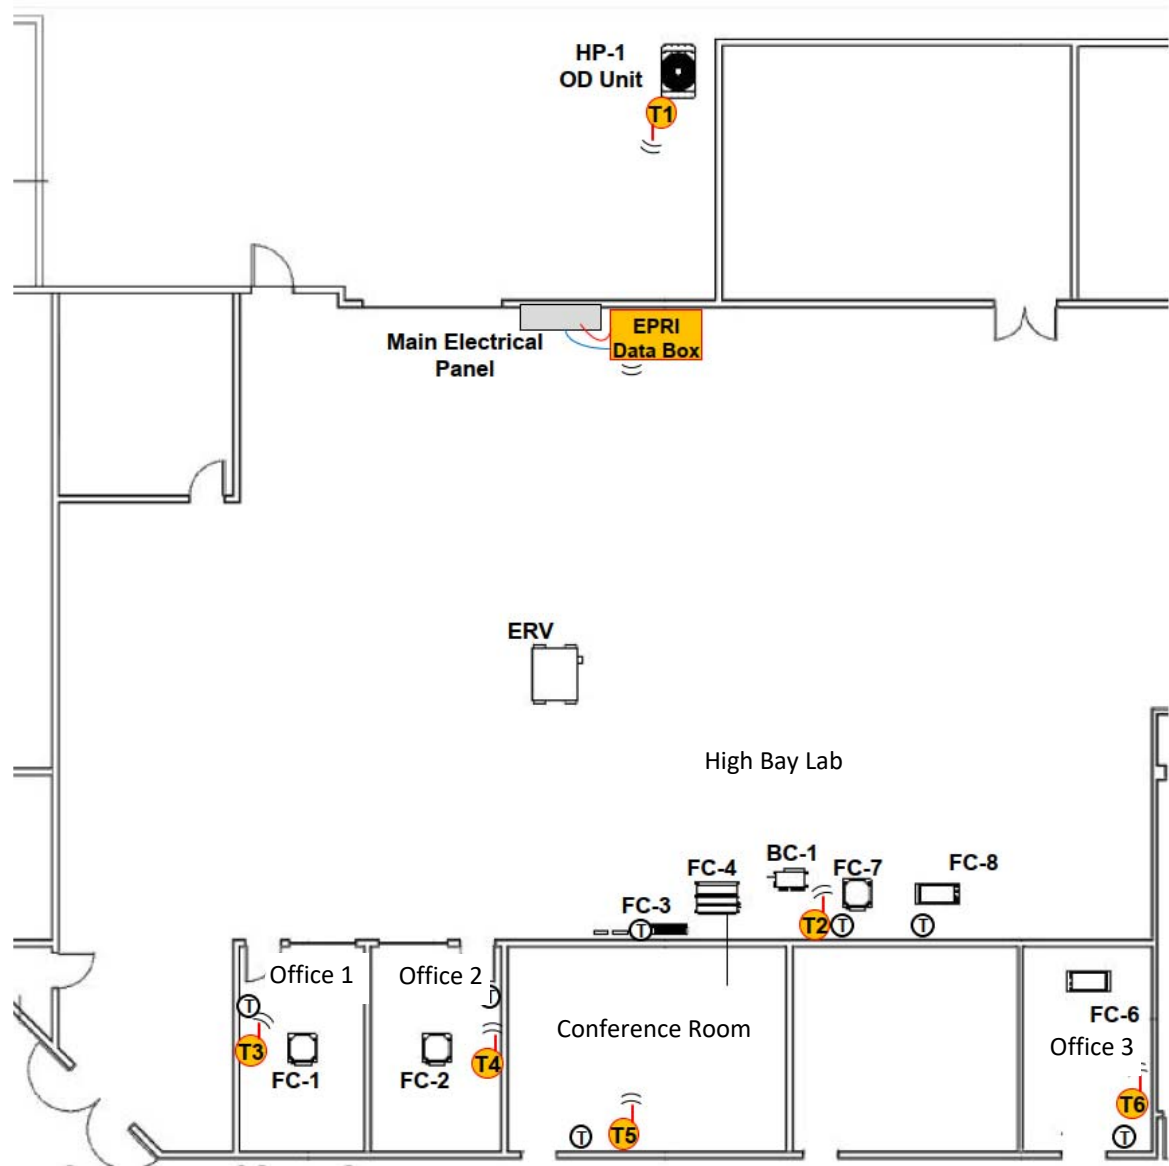 HP-1
OD Unit
T1
Main Electrical
Panel
EPRI
Data Box
ERV
High Bay Lab
BC-1
FC-4
FC-7
FC-8
FC-3
T
T2
T
T
Office 1
Office 2
T
T
FC-6
Conference Room
Office 3
T3
FC-1
FC-2
T4
T6
T
T5
T